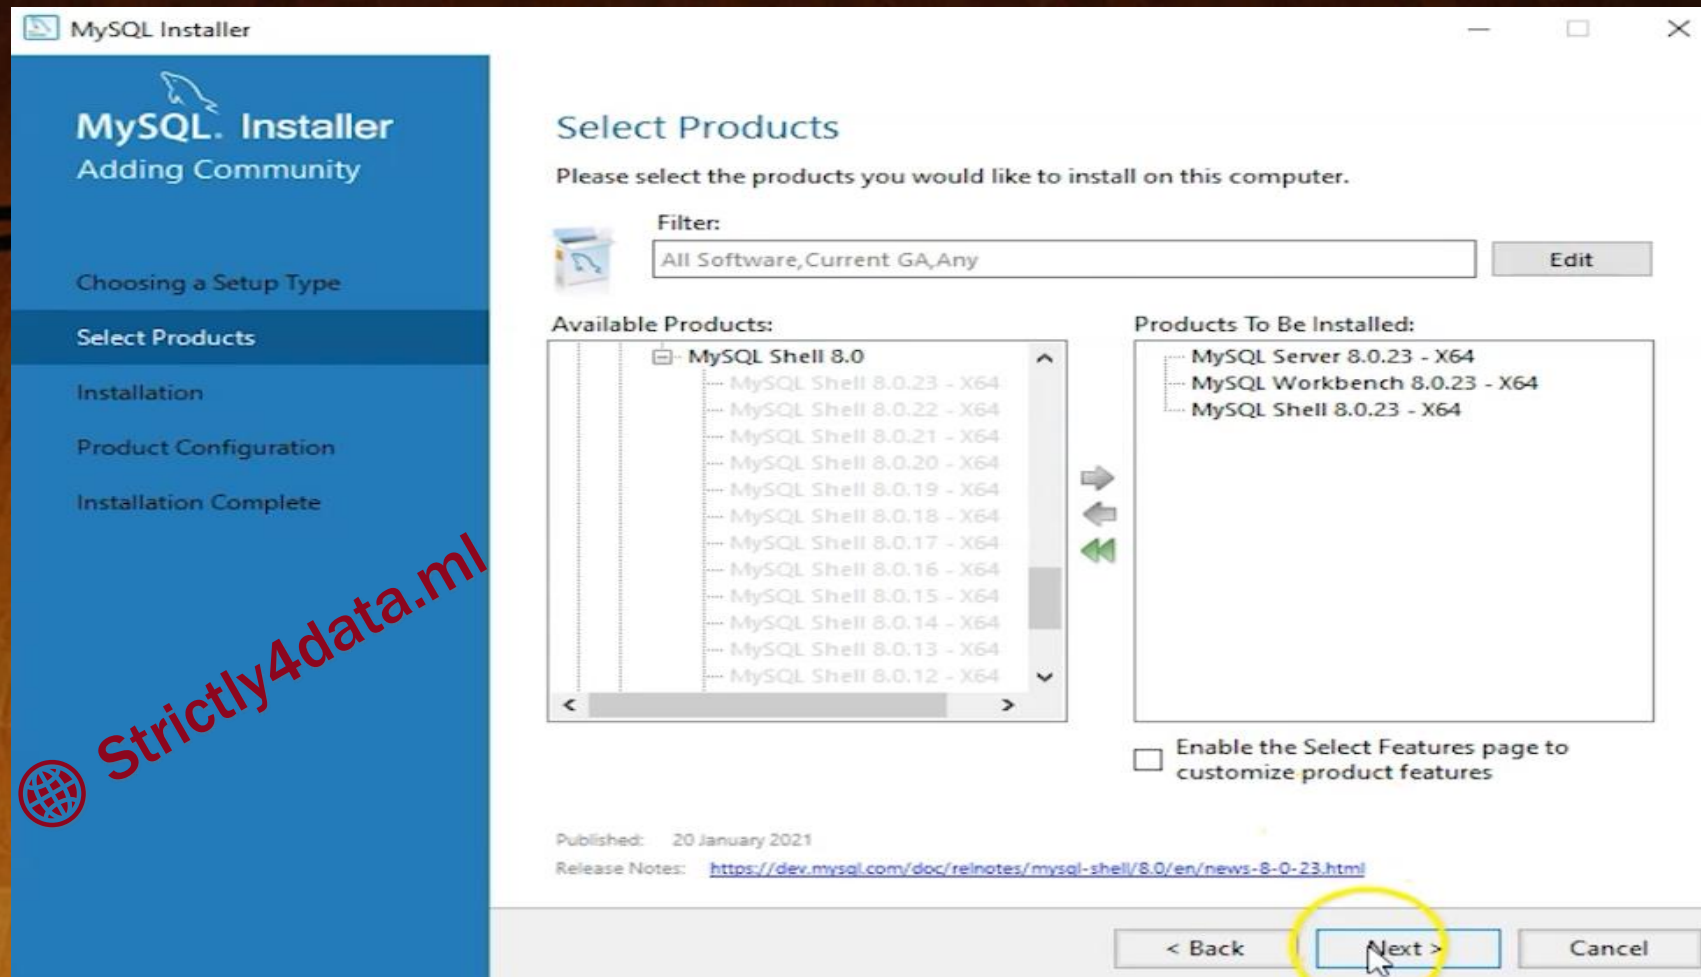 MySQL Installer
MySQL. Installer
Adding Community
Choosing a Setup Type
Select Products
Installation
Product Configuration
Installation Complete
Strictly4data.ml
Select Products
Please select the products you would like to install on this computer.
Filter:
All Software,Current GA,Any
Edit
Available Products:
MySQL Shell 8.0
MySQL Shell 8.0.23 - X64
MySQL Shell 8.0.22 - X64
MySQL Shell 8.0.21 - X64
MySQL Shell 8.0.20 - X64
MySQL Shell 8.0.19 - X64
MySQL Shell 8.0.18 - X64
MySQL Shell 8.0.17 - X64
MySQL Shell 8.0.16 - X64
MySQL Shell 8.0.15 - X64
MySQL Shell 8.0.14 - X64
MySQL Shell 8.0.13 - X64
MySQL Shell 8.0.12 - X64
Products To Be Installed:
MySQL Server 8.0.23 - X64
MySQL Workbench 8.0.23 - X64
MySQL Shell 8.0.23 - X64
Enable the Select Features page to
customize product features
Published: 20 January 2021
Release Notes: https://dev.mysql.com/doc/relnotes/mysql-shell/8.0/en/news-8-0-23.html
< Back
Next >
Cancel